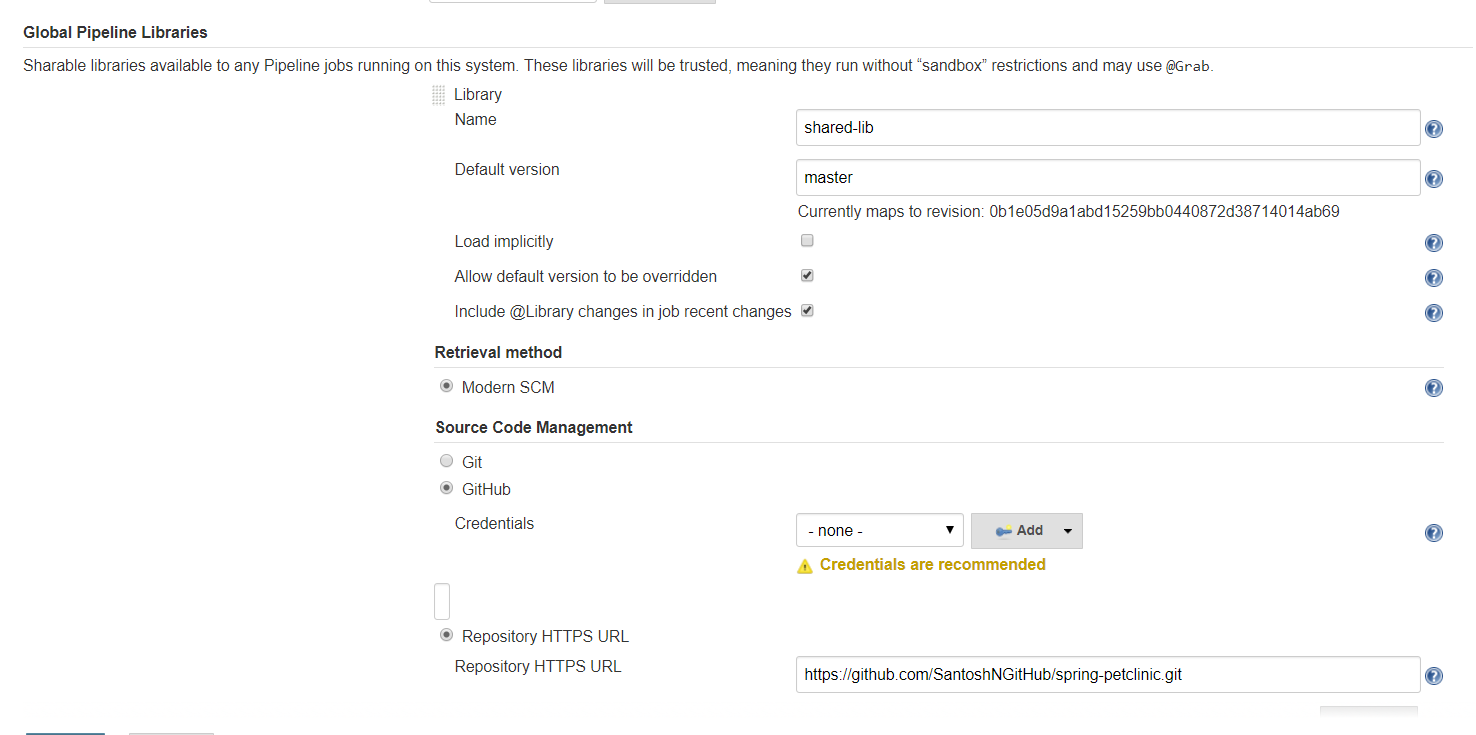 Global Pipeline Libraries
Sharable libraries available to any Pipeline jobs running on this system. These libraries will be trusted, meaning they run without “sandbox” restrictions and may use @Grab.
Library
Name
shared-lib
Default version
master
Currently maps to revision: 0b1e05d9a1abd15259bb0440872d38714014ab69
Load implicitly
Allow default version to be overridden
Include @Library changes in job recent changes
Retrieval method
Modern SCM
Source Code Management
Git
GitHub
Credentials
- none -
Add
Credentials are recommended
Repository HTTPS URL
Repository HTTPS URL
https://github.com/SantoshNGitHub/spring-petclinic.git